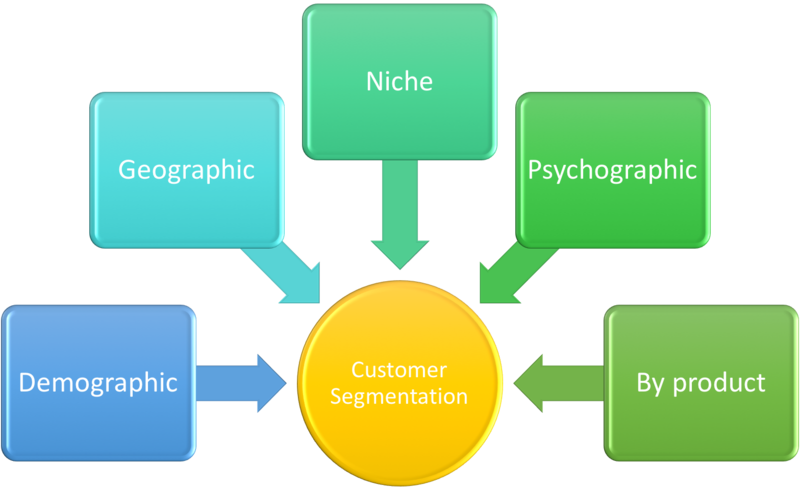 Niche
Geographic
Psychographic
Demographic
Customer
Segmentation
By product